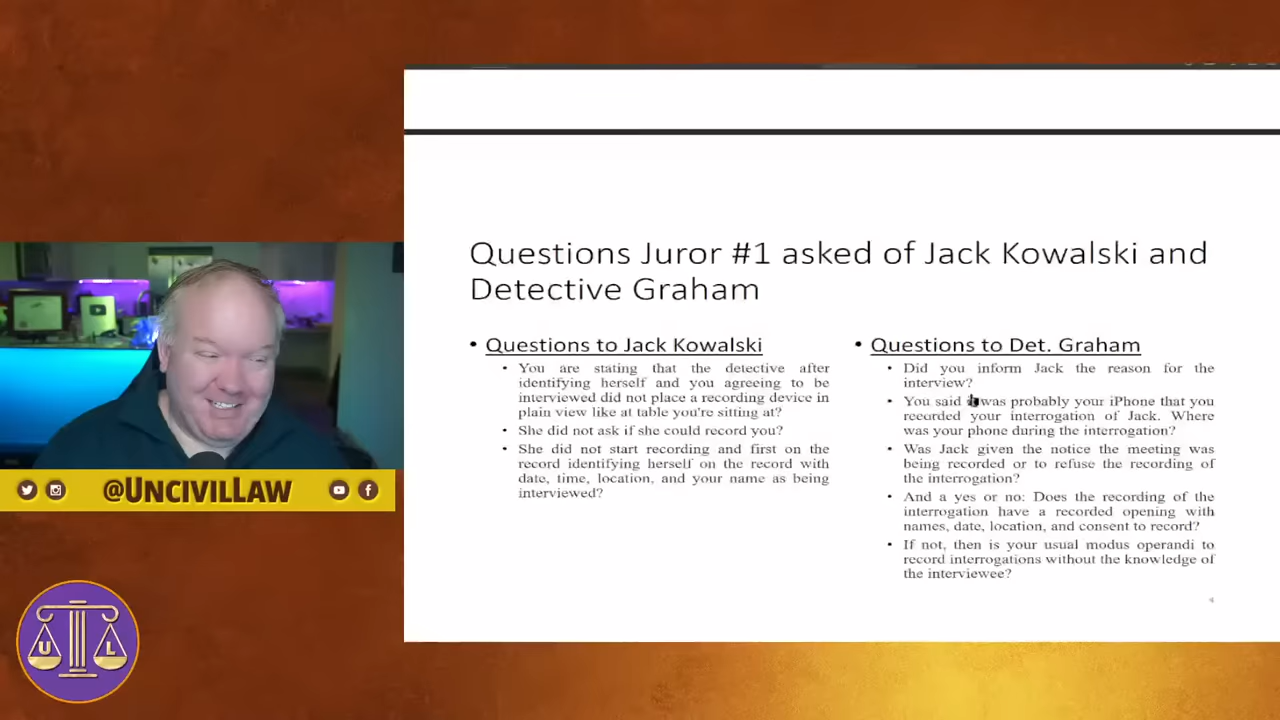 Questions Juror #1 asked of Jack Kowalski and
Detective Graham
• Questions to Jack Kowalski
• You are stating that the detective after
identifying herself and you agreeing to be
interviewed did not place a recording device in
plain view like at table you're sitting at?
• She did not ask if she could record you?
• She did not start recording and first on the
record identifying herself on the record with
date, time, location, and your name as being
interviewed?
• Questions to Det. Graham
• Did you inform Jack the reason for the
interview?
• You said was probably your iPhone that you
recorded your interrogation of Jack. Where
was your phone during the interrogation?
• Was Jack given the notice the meeting was
being recorded or to refuse the recording of
the interrogation?
• And a yes or no: Does the recording of the
interrogation have a recorded opening with
names, date, location, and consent to record?
• If not, then is your usual modus operandi to
record interrogations without the knowledge of
the interviewee?
@UNCIVILLAW
U L